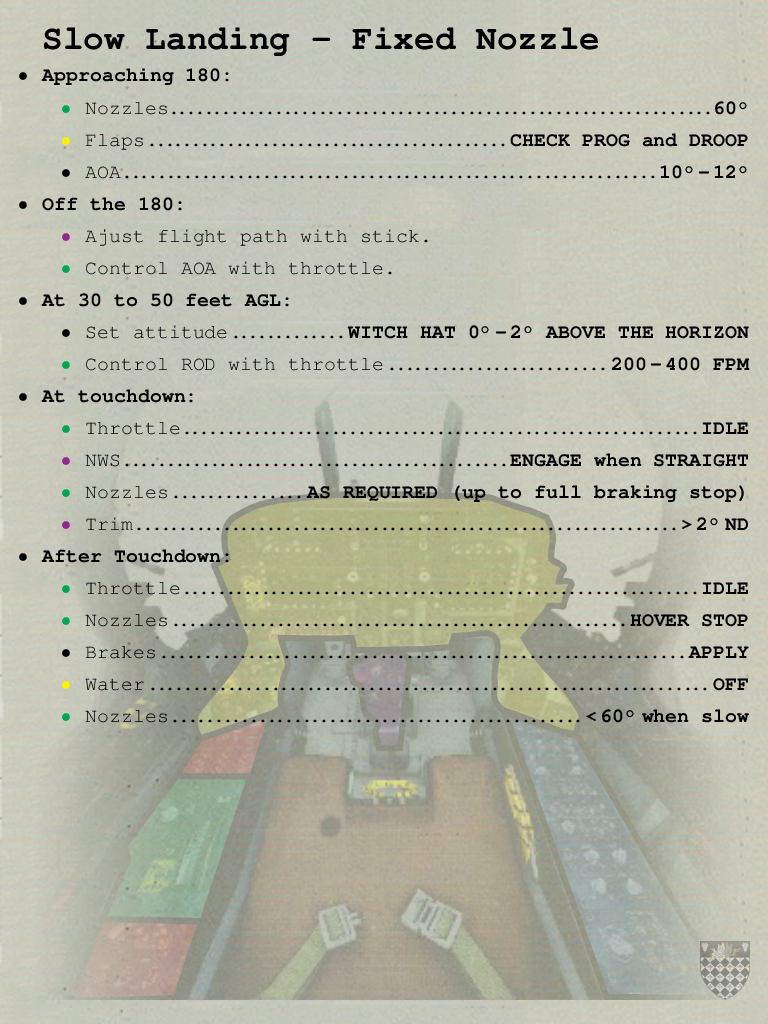 Slow Landing – Fixed Nozzle
• Approaching 180:
• Nozzles..............................................................60°
• Flaps.........................................CHECK PROG and DROOP
• AOA.............................................................10°–12°
• Off the 180:
• Ajust flight path with stick.
• Control AOA with throttle.
• At 30 to 50 feet AGL:
• Set attitude.............WITCH HAT 0°–2° ABOVE THE HORIZON
• Control ROD with throttle.........................200–400 FPM
• At touchdown:
• Throttle...........................................................IDLE
• NWS............................................ENGAGE when STRAIGHT
• Nozzles...............AS REQUIRED (up to full braking stop)
• Trim..............................................................>2° ND
• After Touchdown:
• Throttle...........................................................IDLE
• Nozzles....................................................HOVER STOP
• Brakes............................................................APPLY
• Water................................................................OFF
• Nozzles...............................................<60° when slow